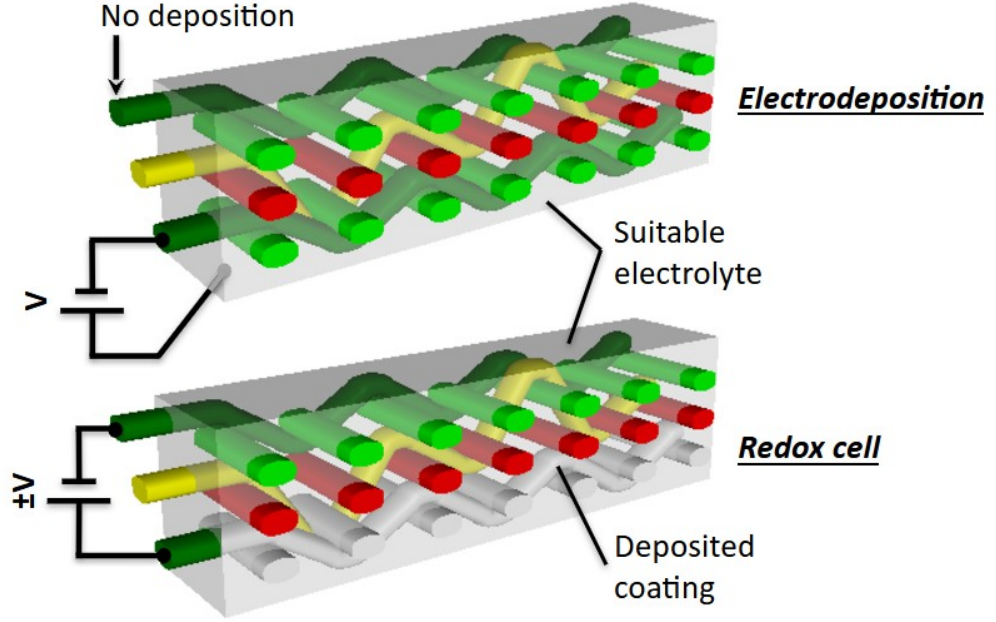 No deposition
Electrodeposition
Suitable
electrolyte
V
Redox cell
±V
Deposited
coating